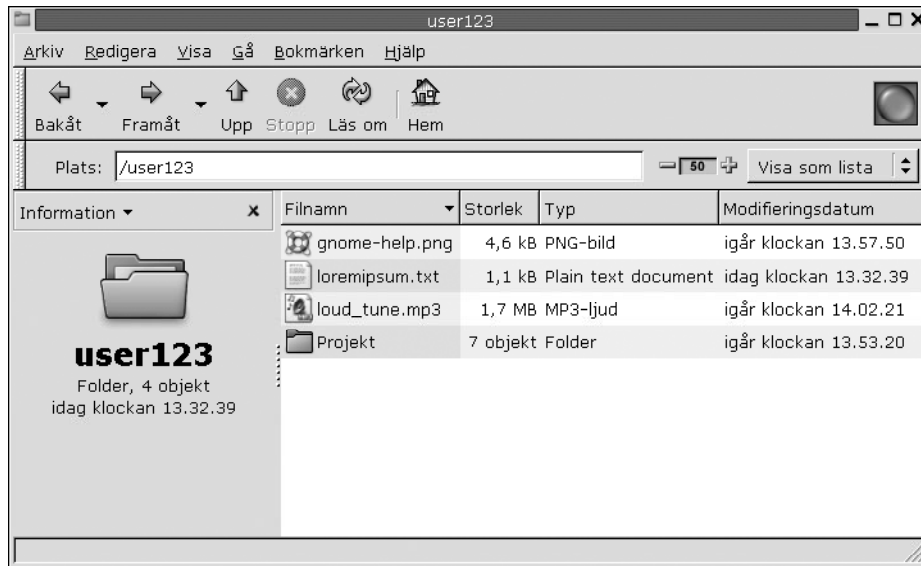 user123
Arkiv Redigera Visa Gå Bokmärken Hjälp
Bakåt Framåt Upp Stopp Läs om Hem
Plats: /user123 50 Visa som lista
Information
Filnamn Storlek Typ Modifieringsdatum
gnome-help.png 4,6 kB PNG-bild igår klockan 13.57.50
loremipsum.txt 1,1 kB Plain text document idag klockan 13.32.39
loud_tune.mp3 1,7 MB MP3-ljud igår klockan 14.02.21
Projekt 7 objekt Folder igår klockan 13.53.20
user123
Folder, 4 objekt
idag klockan 13.32.39